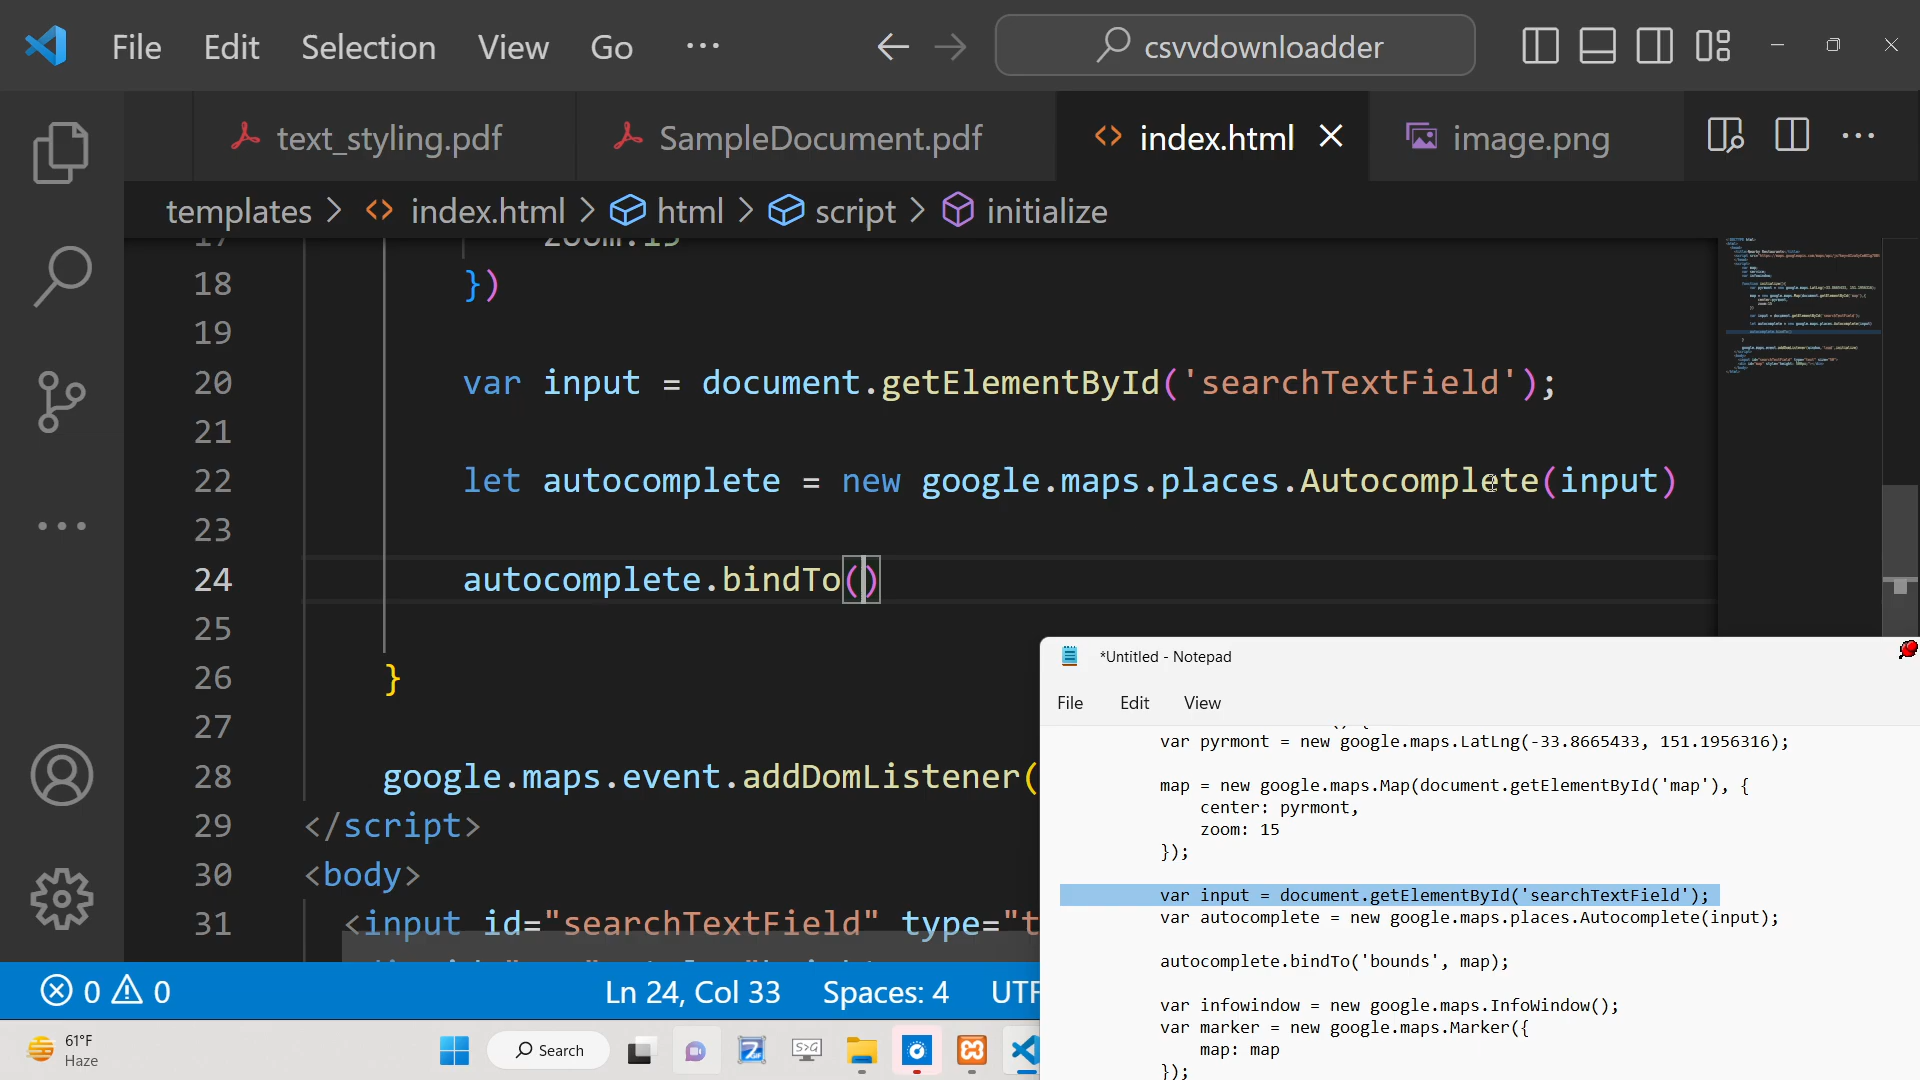 File Edit Selection View Go ... csvvdownloadder
text_styling.pdf SampleDocument.pdf index.html image.png
templates > index.html > html > script > initialize
17 zoom:15
18 })
19
20 var input = document.getElementById('searchTextField');
21
22 let autocomplete = new google.maps.places.Autocomplete(input)
23
24 autocomplete.bindTo()
25
26 }
27
28 google.maps.event.addDomListener(
29 </script>
30 <body>
31 <input id="searchTextField" type="t
0 0 Ln 24, Col 33 Spaces: 4 UTF
*Untitled - Notepad
File Edit View
var pyrmont = new google.maps.LatLng(-33.8665433, 151.1956316);
map = new google.maps.Map(document.getElementById('map'), {
center: pyrmont,
zoom: 15
});
var input = document.getElementById('searchTextField');
var autocomplete = new google.maps.places.Autocomplete(input);
autocomplete.bindTo('bounds', map);
var infowindow = new google.maps.InfoWindow();
var marker = new google.maps.Marker({
map: map
});
61°F
Haze
Search